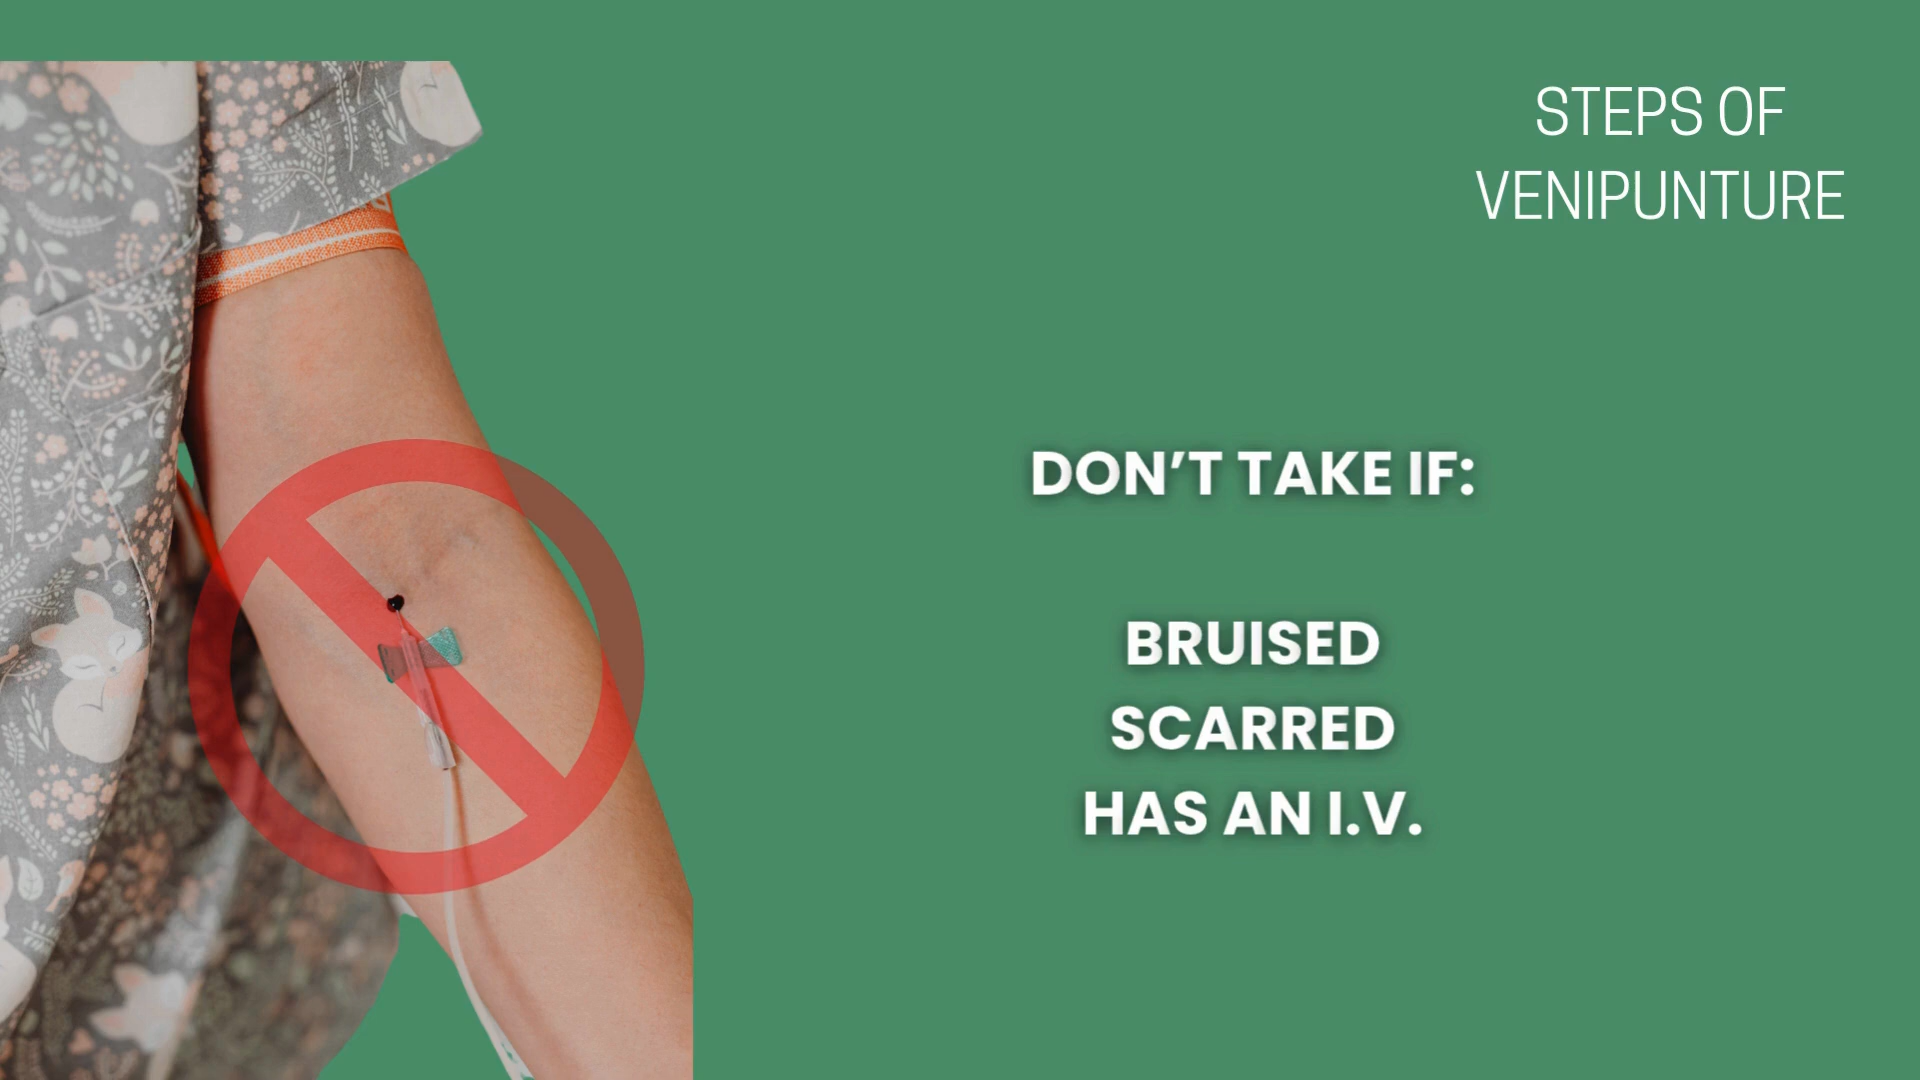 STEPS OF
VENIPUNTURE
DON'T TAKE IF:
BRUISED
SCARRED
HAS AN I.V.